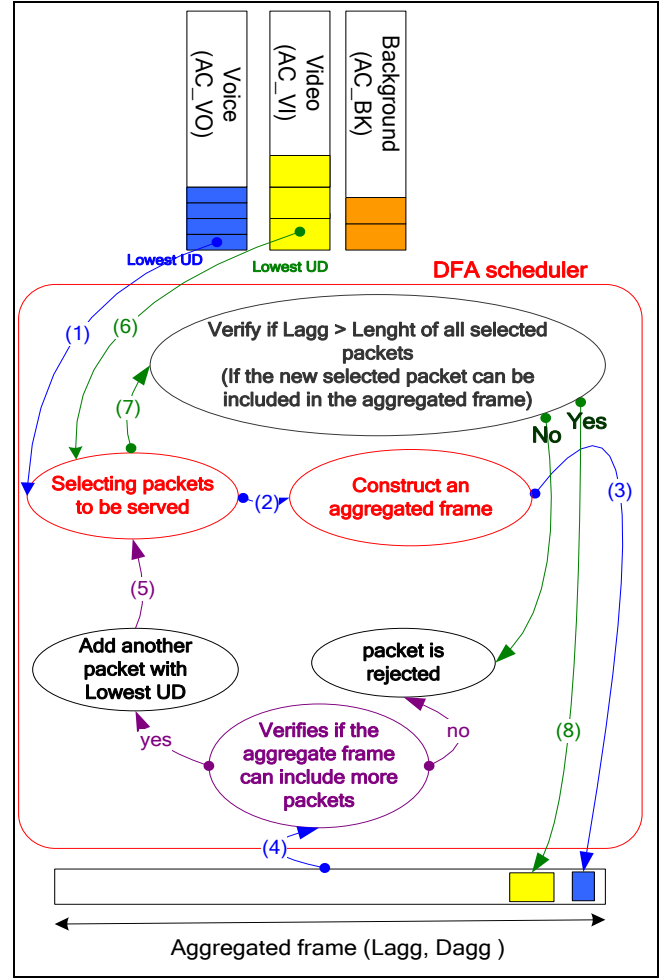 Voice
(AC_VO)
Video
(AC_VI)
Background
(AC_BK)
Lowest UD
Lowest UD
DFA scheduler
(1)
(6)
Verify if Lagg > Lenght of all selected
packets
(If the new selected packet can be
included in the aggregated frame)
(7)
No
Yes
Selecting packets
to be served
(2)
Construct an
aggregated frame
(3)
(5)
Add another
packet with
Lowest UD
packet is
rejected
yes
Verifies if the
aggregate frame
can include more
packets
no
(8)
(4)
Aggregated frame (Lagg, Dagg )